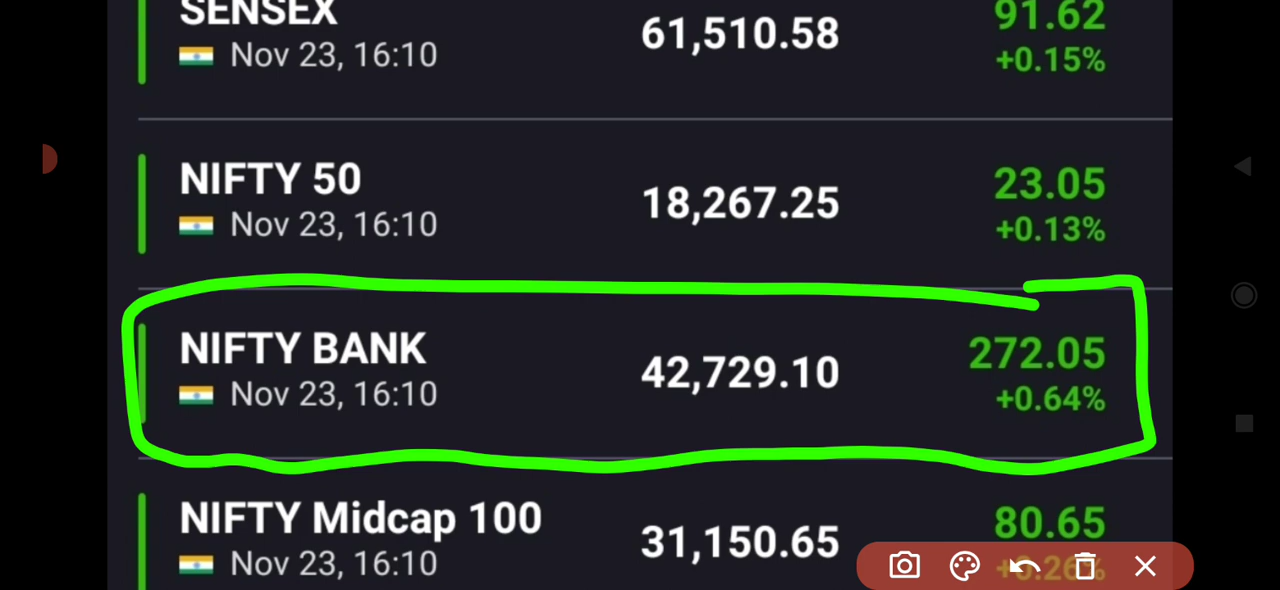 SENSEX 61,510.58 91.62
Nov 23, 16:10 +0.15%
NIFTY 50 18,267.25 23.05
Nov 23, 16:10 +0.13%
NIFTY BANK 42,729.10 272.05
Nov 23, 16:10 +0.64%
NIFTY Midcap 100 31,150.65 80.65
Nov 23, 16:10 +0.26%